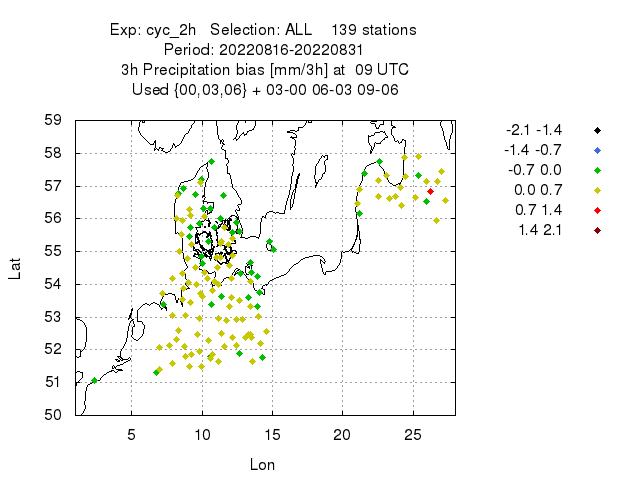 Exp: cyc_2h   Selection: ALL    139 stations
Period: 20220816-20220831
3h Precipitation bias [mm/3h] at  09 UTC
Used {00,03,06} + 03-00 06-03 09-06
59
58
57
56
55
54
53
52
51
50
Lat
5 10 15 20 25
Lon
-2.1 -1.4
-1.4 -0.7
-0.7 0.0
0.0 0.7
0.7 1.4
1.4 2.1